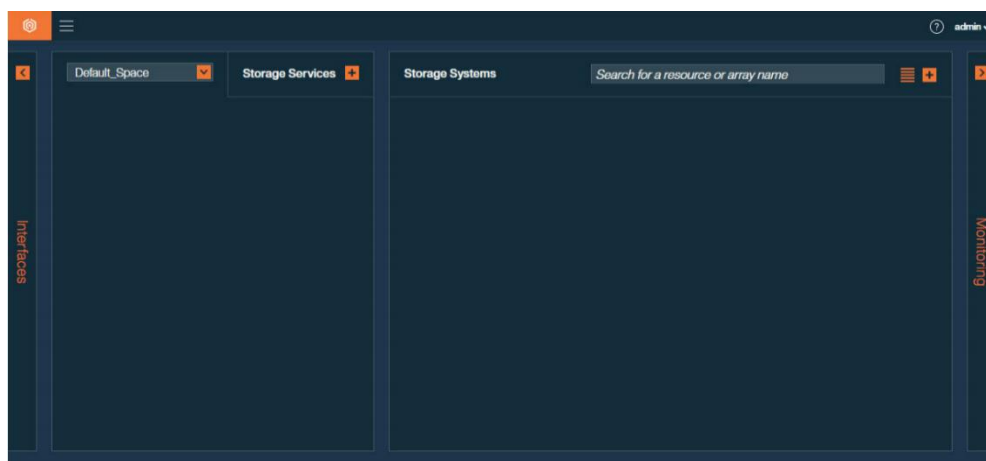 admin
Default_Space
Storage Services
Storage Systems
Search for a resource or array name
Interfaces
Monitoring